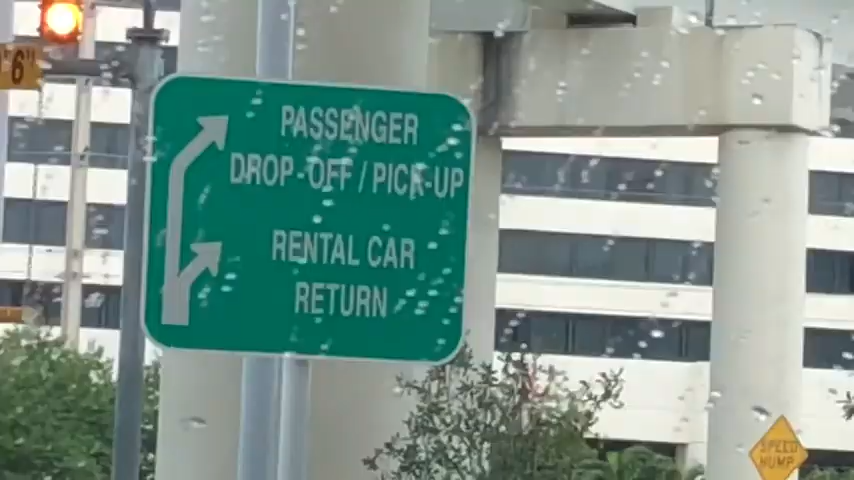 6"
PASSENGER
DROP-OFF / PICK-UP
RENTAL CAR
RETURN
SPEED
HUMP